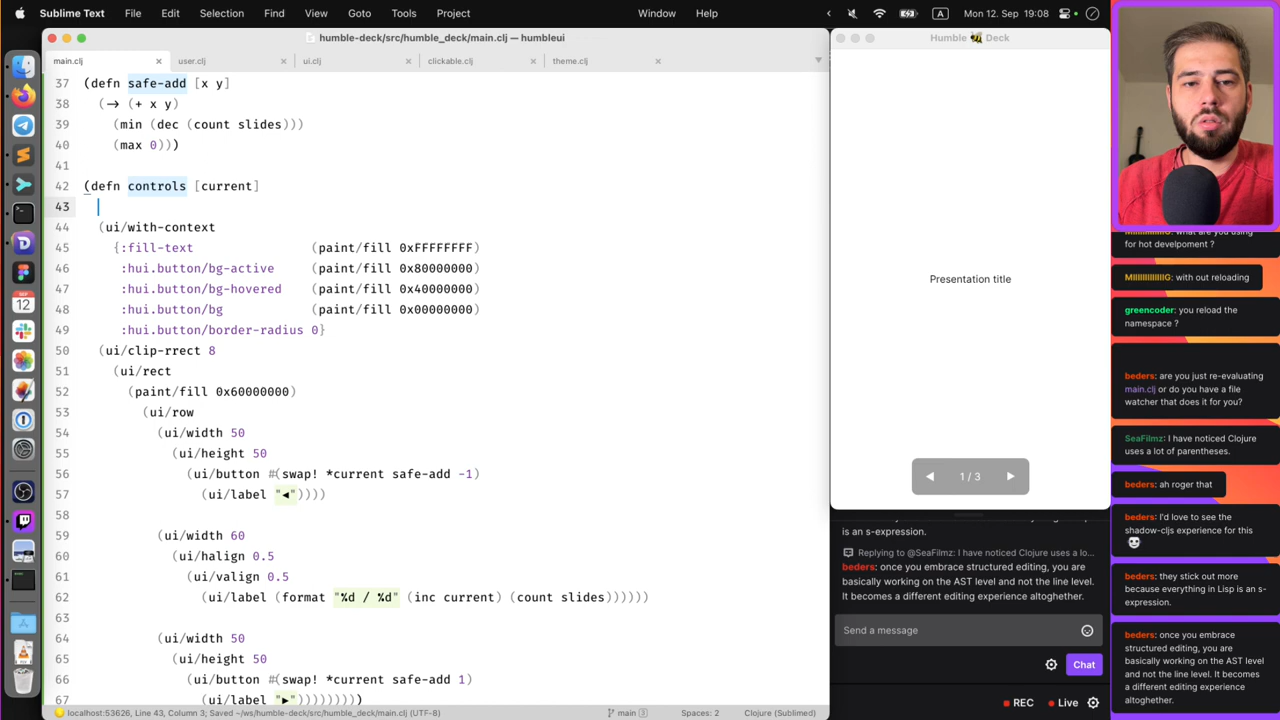 Sublime Text File Edit Selection Find View Goto Tools Project Window Help A Mon 12. Sep 19:08
humble-deck/src/humble_deck/main.clj — humbleui
main.clj × user.clj × ui.clj × clickable.clj × theme.clj ×
37 (defn safe-add [x y]
38 (-> (+ x y)
39 (min (dec (count slides)))
40 (max 0)))
41
42 (defn controls [current]
43
44 (ui/with-context
45 {:fill-text (paint/fill 0xFFFFFFFF)
46 :hui.button/bg-active (paint/fill 0x80000000)
47 :hui.button/bg-hovered (paint/fill 0x40000000)
48 :hui.button/bg (paint/fill 0x00000000)
49 :hui.button/border-radius 0}
50 (ui/clip-rrect 8
51 (ui/rect
52 (paint/fill 0x60000000)
53 (ui/row
54 (ui/width 50
55 (ui/height 50
56 (ui/button #(swap! *current safe-add -1)
57 (ui/label "◀"))))
58
59 (ui/width 60
60 (ui/halign 0.5
61 (ui/valign 0.5
62 (ui/label (format "%d / %d" (inc current) (count slides))))))
63
64 (ui/width 50
65 (ui/height 50
66 (ui/button #(swap! *current safe-add 1)
67 (ui/label "▶")))))))))
localhost:53626, Line 43, Column 3; Saved ~/ws/humble-deck/src/humble_deck/main.clj (UTF-8) main 3 Spaces: 2 Clojure (Sublimed)
SEP
12
Humble 🐝 Deck
Presentation title
◀ 1 / 3 ▶
is an s-expression.
Replying to @SeaFilmz: I have noticed Clojure uses a lo...
beders: once you embrace structured editing, you are
basically working on the AST level and not the line level.
It becomes a different editing experience altoghether.
Send a message
Chat
REC Live
for hot develpoment ?
MIIIIIIIIIIIG: with out reloading
greencoder: you reload the
namespace ?
beders: are you just re-evaluating
main.clj or do you have a file
watcher that does it for you?
SeaFilmz: I have noticed Clojure
uses a lot of parentheses.
beders: ah roger that
beders: I'd love to see the
shadow-cljs experience for this
beders: they stick out more
because everything in Lisp is an s-
expression.
beders: once you embrace
structured editing, you are
basically working on the AST level
and not the line level. It becomes
a different editing experience
altoghether.